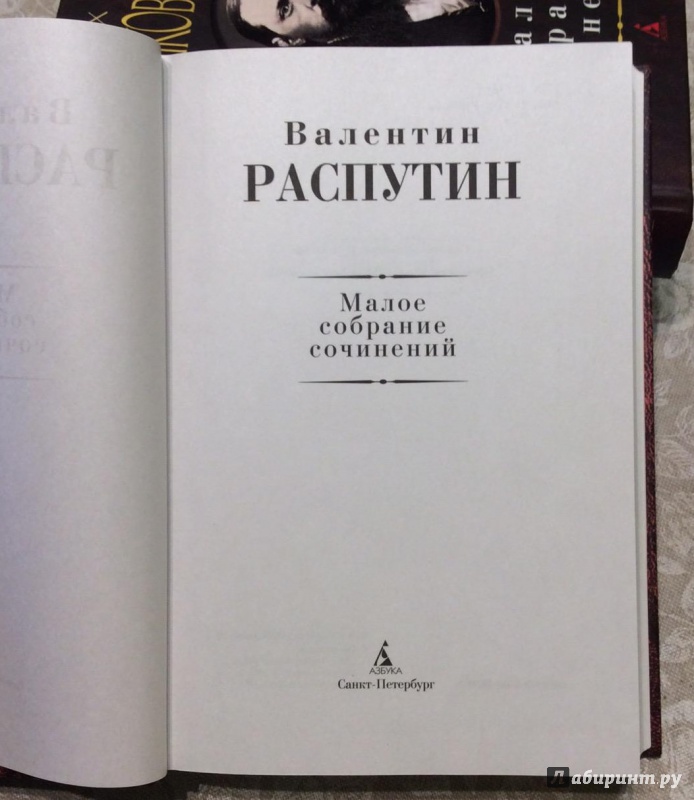 Валентин
РАСПУТИН
Малое
собрание
сочинений
АЗБУКА
Санкт-Петербург
Лабиринт.ру